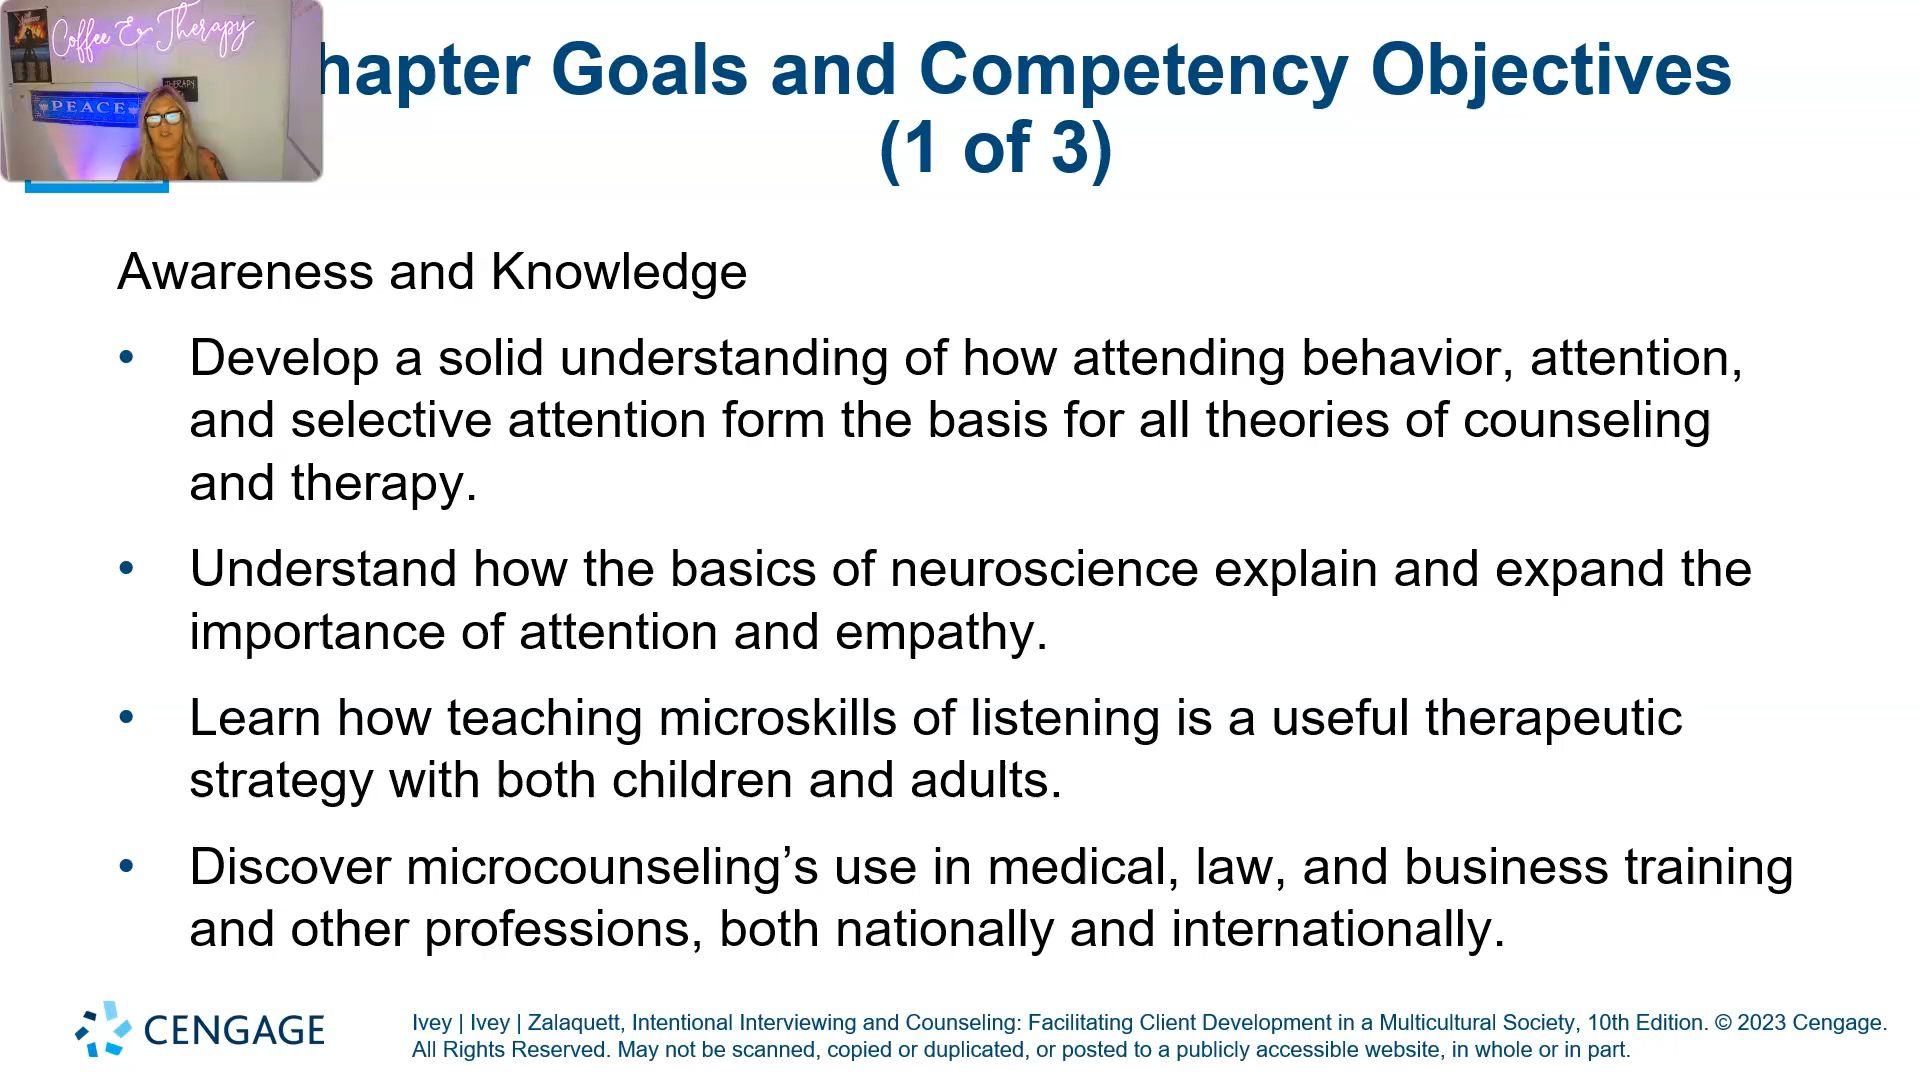 Coffee & Therapy
PEACE
THERAPY
hapter Goals and Competency Objectives
(1 of 3)
Awareness and Knowledge
• Develop a solid understanding of how attending behavior, attention,
and selective attention form the basis for all theories of counseling
and therapy.
• Understand how the basics of neuroscience explain and expand the
importance of attention and empathy.
• Learn how teaching microskills of listening is a useful therapeutic
strategy with both children and adults.
• Discover microcounseling’s use in medical, law, and business training
and other professions, both nationally and internationally.
CENGAGE
Ivey | Ivey | Zalaquett, Intentional Interviewing and Counseling: Facilitating Client Development in a Multicultural Society, 10th Edition. © 2023 Cengage.
All Rights Reserved. May not be scanned, copied or duplicated, or posted to a publicly accessible website, in whole or in part.